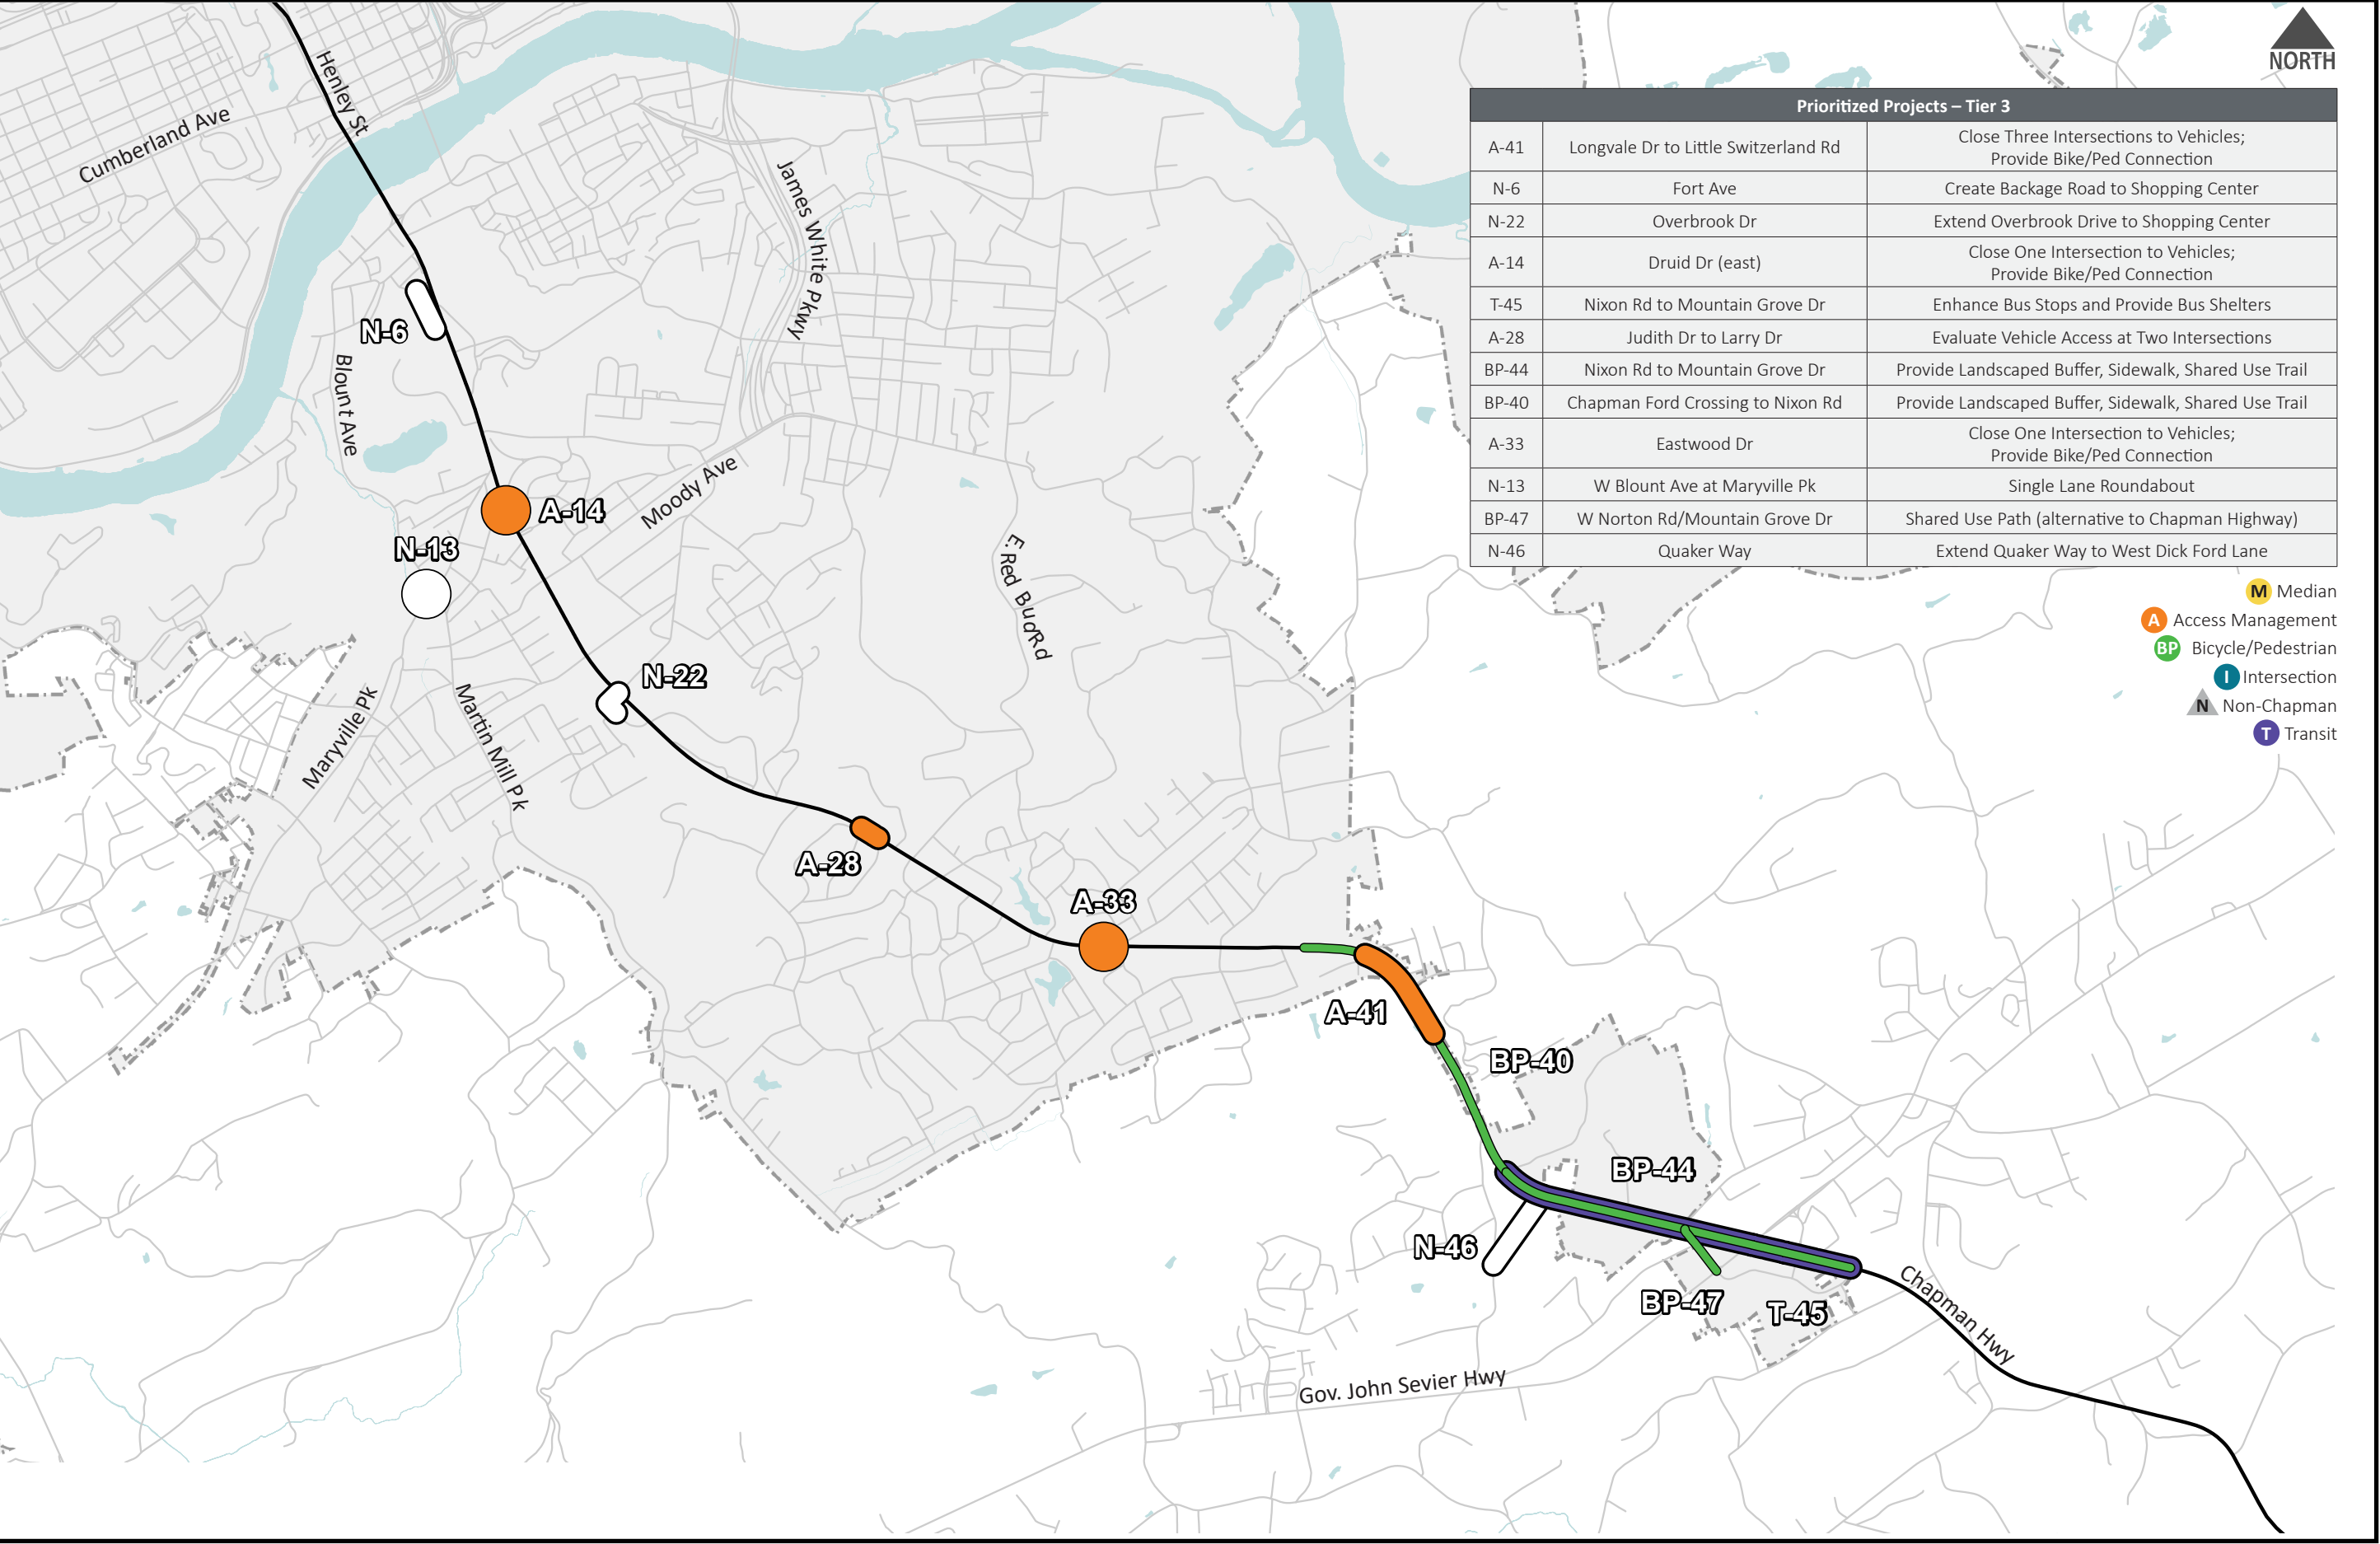 NORTH
Prioritized Projects – Tier 3
A-41 Longvale Dr to Little Switzerland Rd Close Three Intersections to Vehicles;
Provide Bike/Ped Connection
N-6 Fort Ave Create Backage Road to Shopping Center
N-22 Overbrook Dr Extend Overbrook Drive to Shopping Center
A-14 Druid Dr (east) Close One Intersection to Vehicles;
Provide Bike/Ped Connection
T-45 Nixon Rd to Mountain Grove Dr Enhance Bus Stops and Provide Bus Shelters
A-28 Judith Dr to Larry Dr Evaluate Vehicle Access at Two Intersections
BP-44 Nixon Rd to Mountain Grove Dr Provide Landscaped Buffer, Sidewalk, Shared Use Trail
BP-40 Chapman Ford Crossing to Nixon Rd Provide Landscaped Buffer, Sidewalk, Shared Use Trail
A-33 Eastwood Dr Close One Intersection to Vehicles;
Provide Bike/Ped Connection
N-13 W Blount Ave at Maryville Pk Single Lane Roundabout
BP-47 W Norton Rd/Mountain Grove Dr Shared Use Path (alternative to Chapman Highway)
N-46 Quaker Way Extend Quaker Way to West Dick Ford Lane
M Median
A Access Management
BP Bicycle/Pedestrian
I Intersection
N Non-Chapman
T Transit
Henley St
Cumberland Ave
James White Pkwy
N-6
Blount Ave
Moody Ave
A-14
N-13
E. Red Bud Rd
N-22
Maryville Pk
Martin Mill Pk
A-28
A-33
A-41
BP-40
BP-44
N-46
BP-47
T-45
Chapman Hwy
Gov. John Sevier Hwy